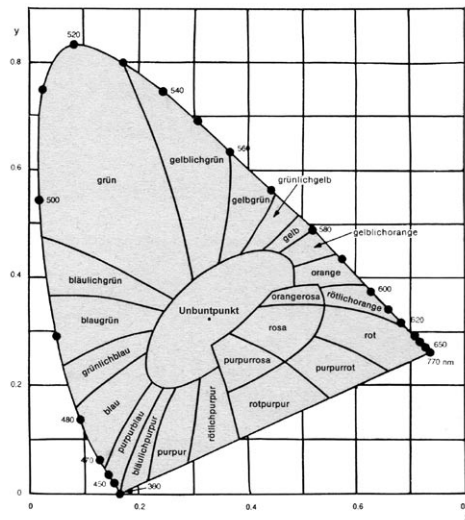 y
520
0.8
540
grün
gelblichgrün
560
grünlichgelb
0.6
gelbgrün
500
580
gelb
gelblichorange
0.4
bläulichgrün
orange
600
Unbuntpunkt
orangerosa
rötlichorange
blaugrün
620
rosa
rot
650
grünlichblau
purpurrosa
770 nm
purpurrot
0.2
blau
rötlichpurpur
rotpurpur
480
purpurblau
bläulichpurpur
purpur
470
450
380
0
0
0.2
0.4
0.6